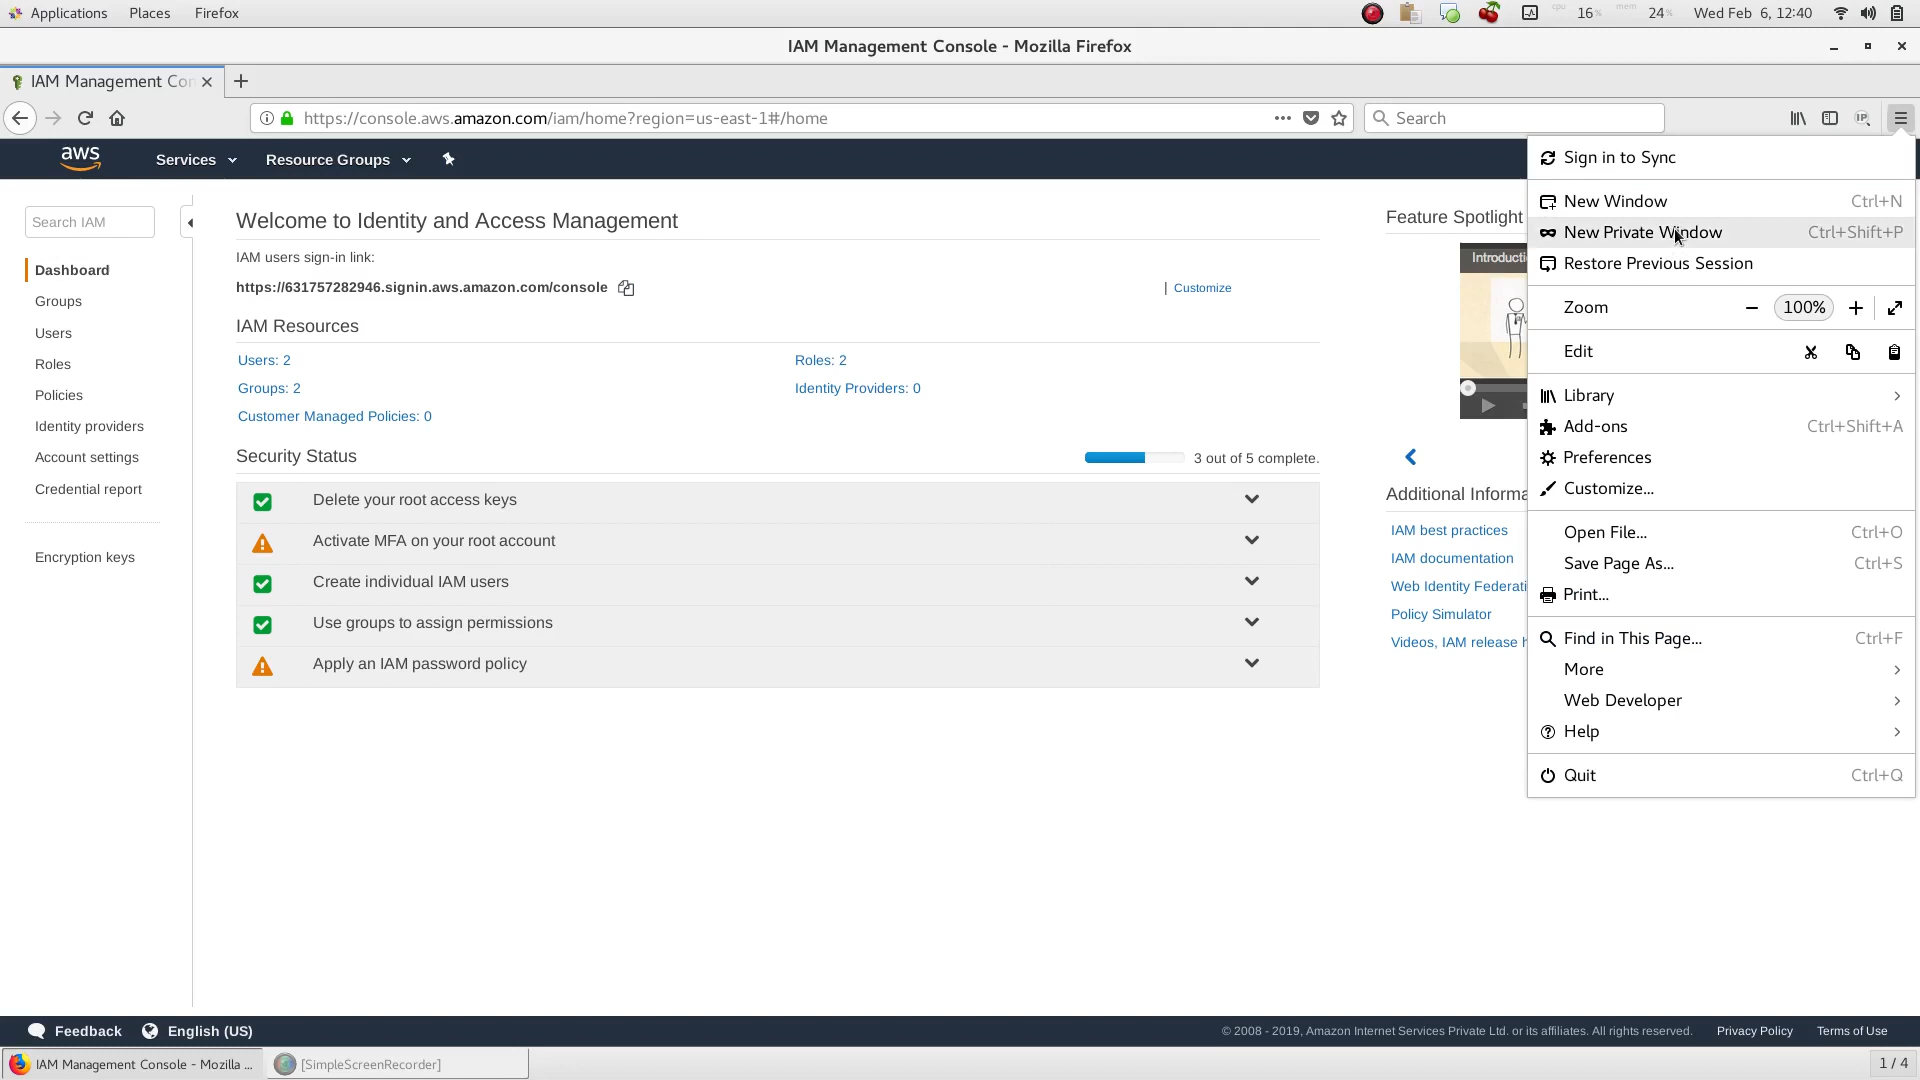 Applications Places Firefox cpu 16% mem 24% Wed Feb 6, 12:40
IAM Management Console - Mozilla Firefox
IAM Management Con
https://console.aws.amazon.com/iam/home?region=us-east-1#/home Search IP
aws Services Resource Groups
Sign in to Sync
New Window Ctrl+N
New Private Window Ctrl+Shift+P
Restore Previous Session
Zoom 100%
Edit
Library
Add-ons Ctrl+Shift+A
Preferences
Customize...
Open File... Ctrl+O
Save Page As... Ctrl+S
Print...
Find in This Page... Ctrl+F
More
Web Developer
Help
Quit Ctrl+Q
Search IAM
Dashboard
Groups
Users
Roles
Policies
Identity providers
Account settings
Credential report
Encryption keys
Welcome to Identity and Access Management
IAM users sign-in link:
https://631757282946.signin.aws.amazon.com/console | Customize
IAM Resources
Users: 2 Roles: 2
Groups: 2 Identity Providers: 0
Customer Managed Policies: 0
Security Status 3 out of 5 complete.
Delete your root access keys
Activate MFA on your root account
Create individual IAM users
Use groups to assign permissions
Apply an IAM password policy
Feature Spotlight
Introducti
Additional Informa
IAM best practices
IAM documentation
Web Identity Federati
Policy Simulator
Videos, IAM release h
Feedback English (US) © 2008 - 2019, Amazon Internet Services Private Ltd. or its affiliates. All rights reserved. Privacy Policy Terms of Use
IAM Management Console - Mozilla ... [SimpleScreenRecorder] 1 / 4